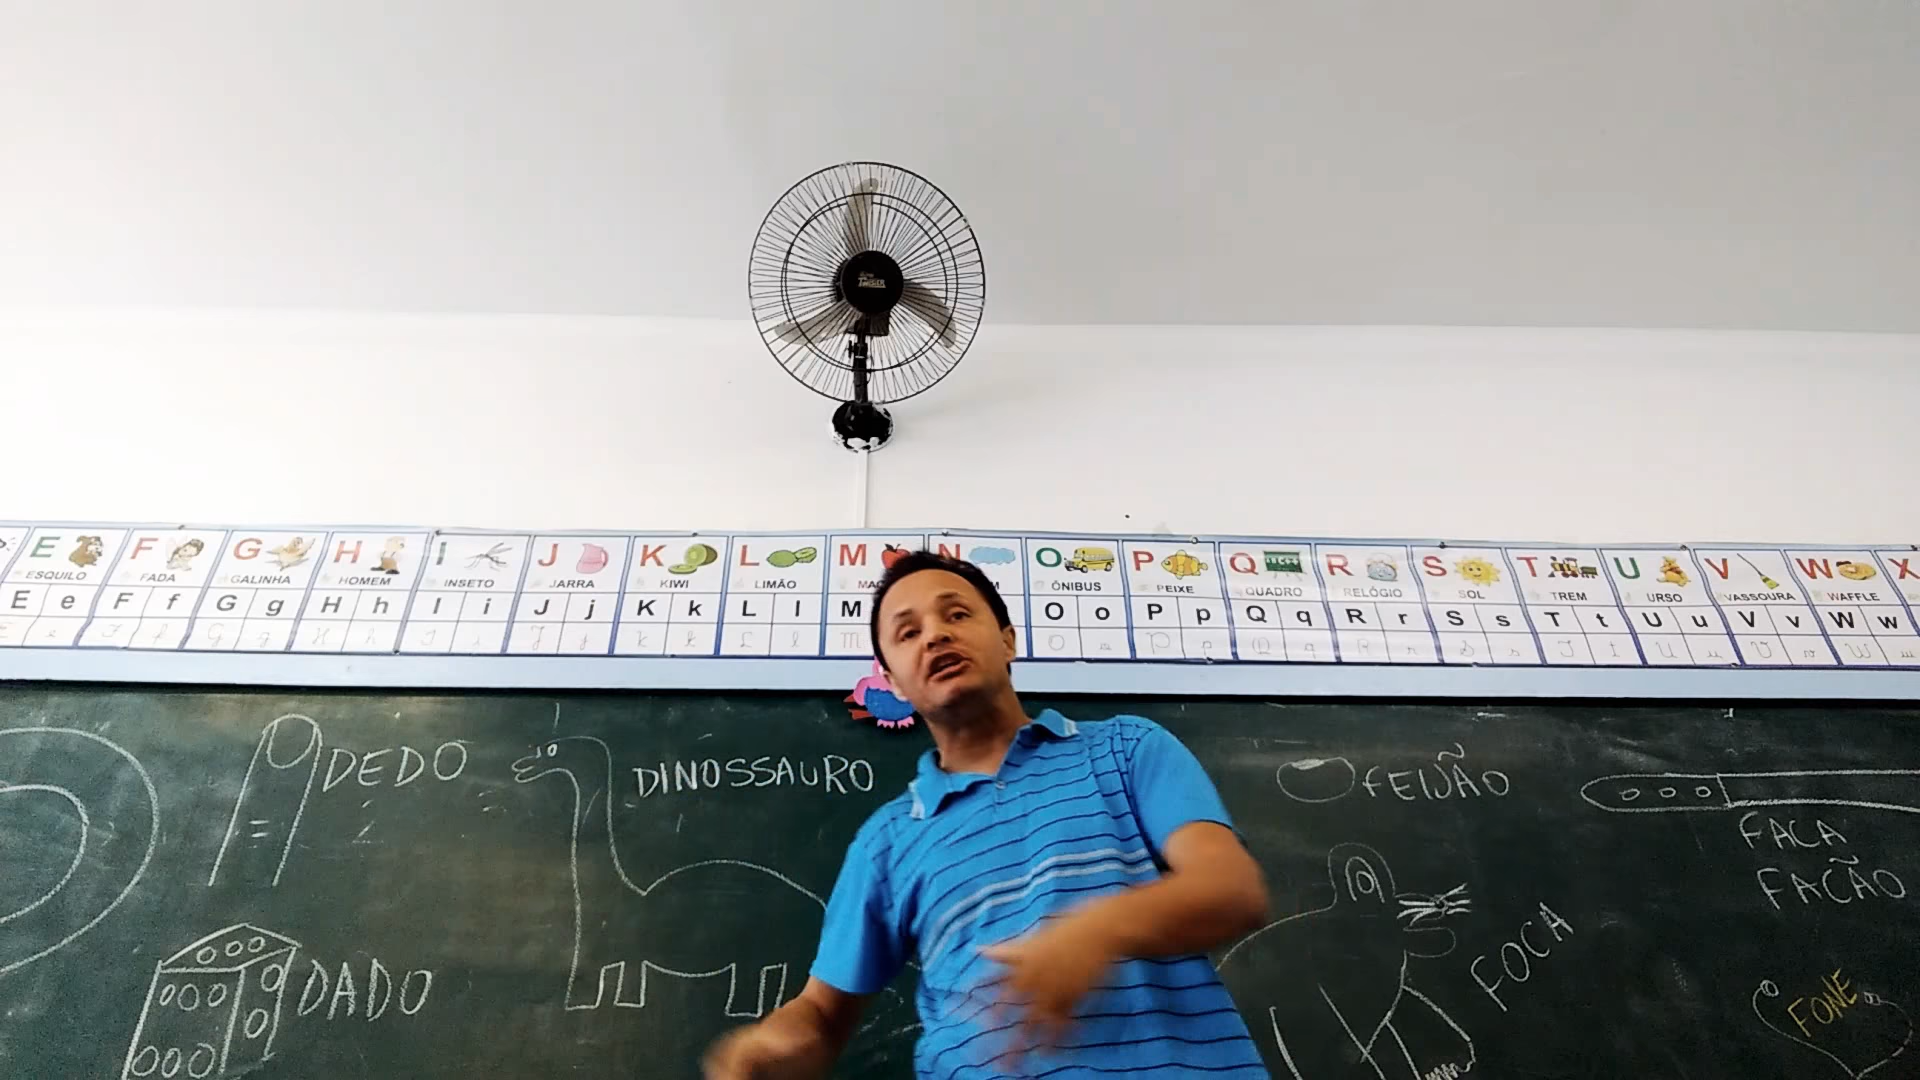 E F G H I J K L M N O P Q R S T U V W X
ESQUILO FADA GALINHA HOMEM INSETO JARRA KIWI LIMÃO ÔNIBUS PEIXE QUADRO RELÓGIO SOL TREM URSO VASSOURA WAFFLE
E e F f G g H h I i J j K k L l M O o P p Q q R r S s T t U u V v W w
E e F f G g H h I i J j K k L l M O o P p Q q R r S s T t U u V v W w
DEDO
DINOSSAURO
FEIJÃO
FACA
FACÃO
DADO
FOCA
FONE